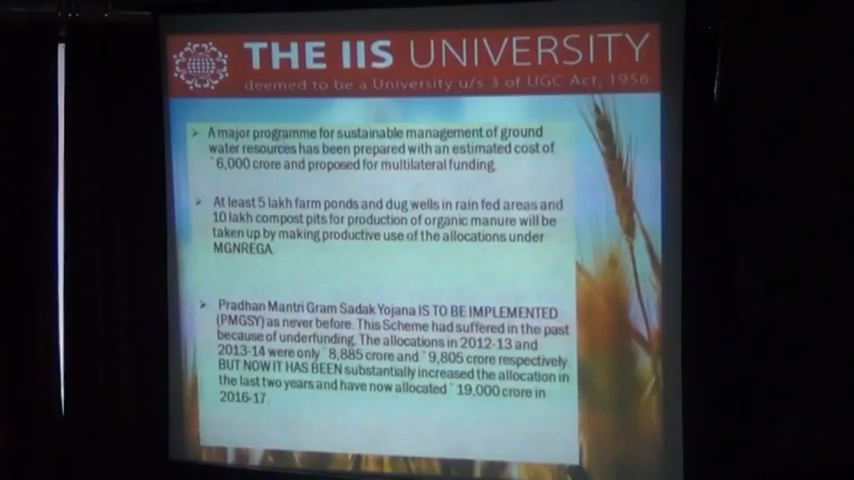 THE IIS UNIVERSITY
deemed to be a University u/s 3 of UGC Act, 1956
➢ A major programme for sustainable management of ground
water resources has been prepared with an estimated cost of
` 6,000 crore and proposed for multilateral funding.
➢ At least 5 lakh farm ponds and dug wells in rain fed areas and
10 lakh compost pits for production of organic manure will be
taken up by making productive use of the allocations under
MGNREGA.
➢ Pradhan Mantri Gram Sadak Yojana IS TO BE IMPLEMENTED
(PMGSY) as never before. This Scheme had suffered in the past
because of underfunding. The allocations in 2012-13 and
2013-14 were only ` 8,885 crore and ` 9,805 crore respectively.
BUT NOW IT HAS BEEN substantially increased the allocation in
the last two years and have now allocated ` 19,000 crore in
2016-17.